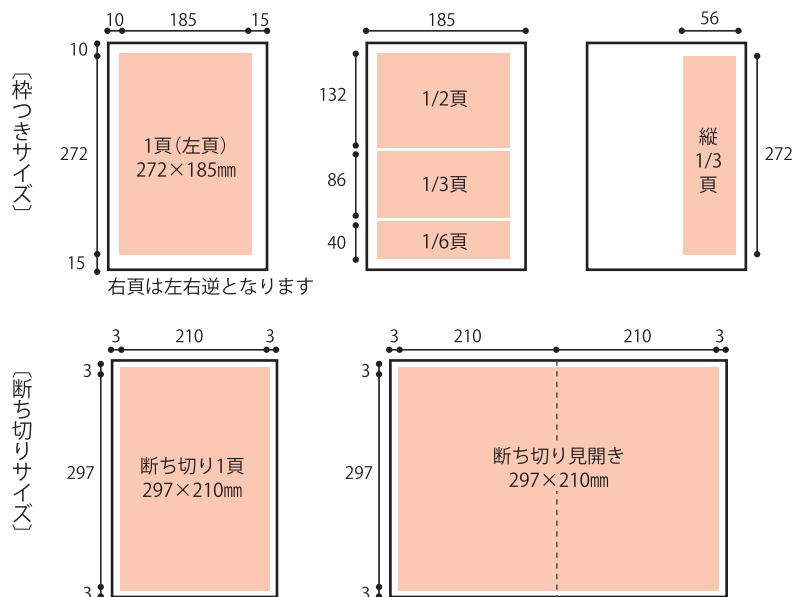 〔枠つきサイズ〕
10 185 15
10
272
15
1頁（左頁）
272×185㎜
右頁は左右逆となります
185
132
86
40
1/2頁
1/3頁
1/6頁
56
縦
1/3
頁
272
〔断ち切りサイズ〕
3 210 3
3
297
3
断ち切り1頁
297×210㎜
3 210 210 3
3
297
3
断ち切り見開き
297×210㎜